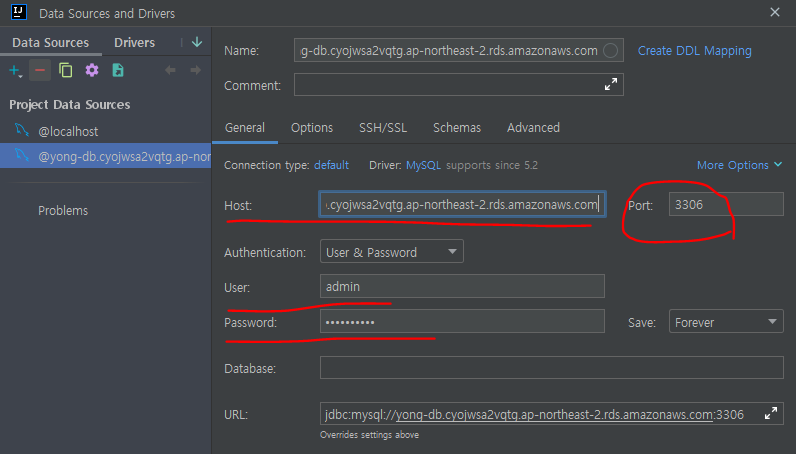 IJ Data Sources and Drivers
Data Sources Drivers
Project Data Sources
@localhost
@yong-db.cyojwsa2vqtg.ap-nor
Problems
Name: ıg-db.cyojwsa2vqtg.ap-northeast-2.rds.amazonaws.com Create DDL Mapping
Comment:
General Options SSH/SSL Schemas Advanced
Connection type: default Driver: MySQL supports since 5.2 More Options
Host: .cyojwsa2vqtg.ap-northeast-2.rds.amazonaws.com Port: 3306
Authentication: User & Password
User: admin
Password: •••••••••• Save: Forever
Database:
URL: jdbc:mysql://yong-db.cyojwsa2vqtg.ap-northeast-2.rds.amazonaws.com:3306
Overrides settings above